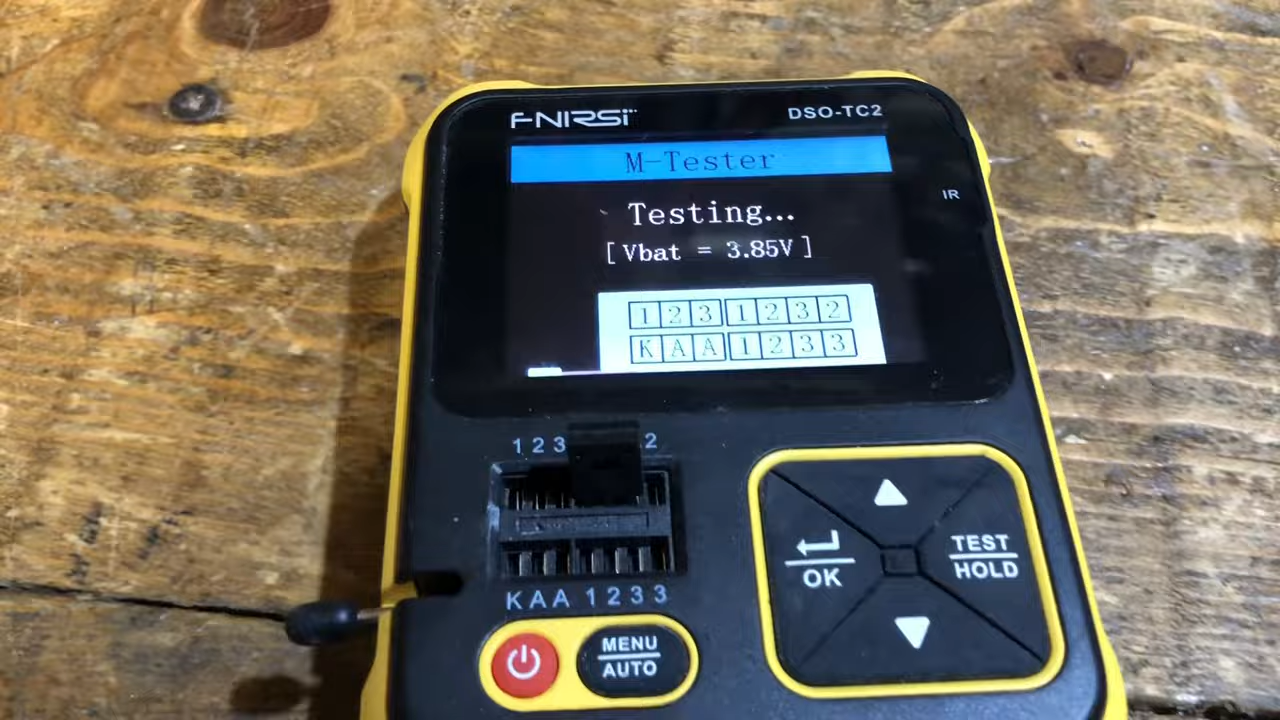 FNIRSI
DSO-TC2
M-Tester
IR
Testing...
[Vbat = 3.85V]
1 2 3 1 2 3 2
K A A 1 2 3 3
1 2 3 2
K A A 1 2 3 3
TEST
HOLD
OK
MENU
AUTO